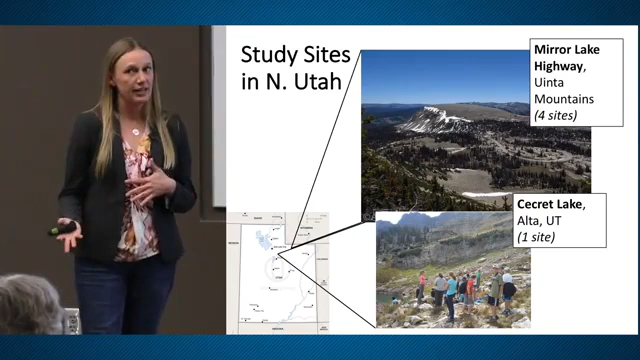 Study Sites
in N. Utah
Mirror Lake
Highway,
Uinta
Mountains
(4 sites)
Cecret Lake,
Alta, UT
(1 site)